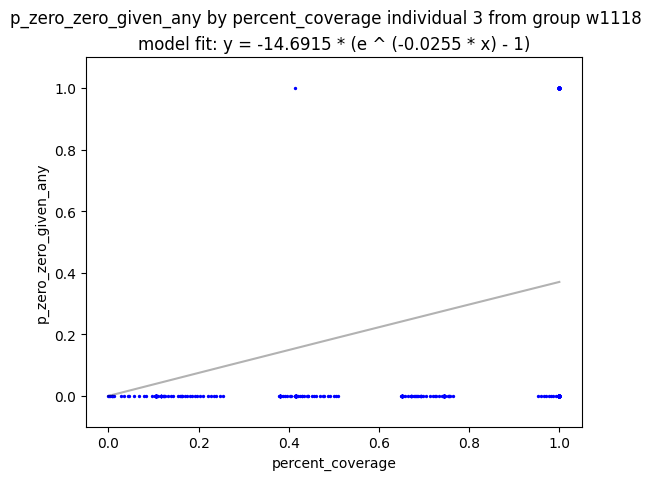 p_zero_zero_given_any by percent_coverage individual 3 from group w1118
model fit: y = -14.6915 * (e ^ (-0.0255 * x) - 1)
1.0
0.8
0.6
0.4
0.2
0.0
p_zero_zero_given_any
0.0 0.2 0.4 0.6 0.8 1.0
percent_coverage